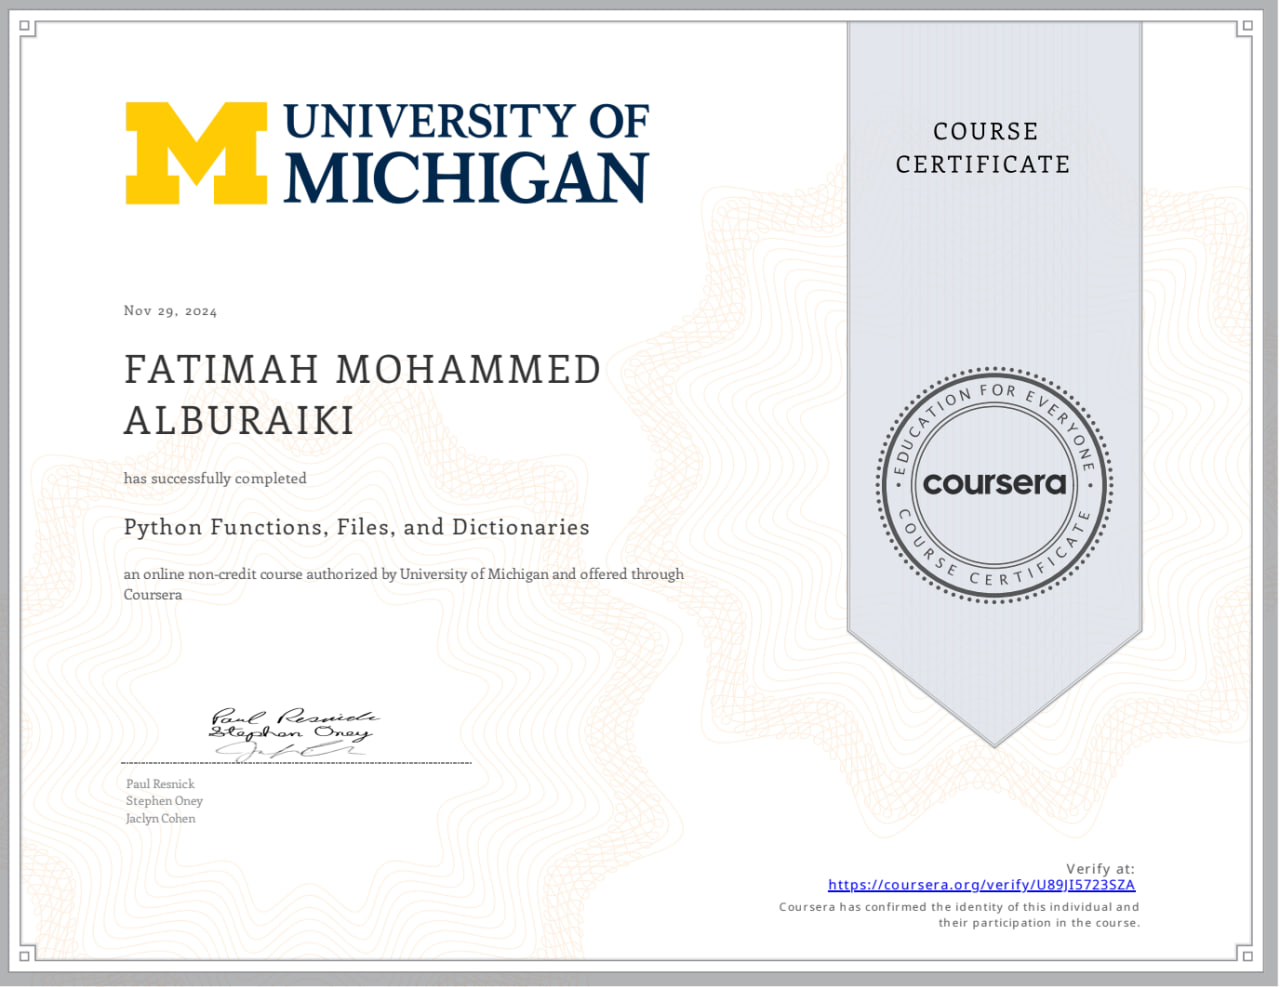 UNIVERSITY OF
MICHIGAN
COURSE
CERTIFICATE
Nov 29, 2024
FATIMAH MOHAMMED
ALBURAIKI
has successfully completed
Python Functions, Files, and Dictionaries
an online non-credit course authorized by University of Michigan and offered through
Coursera
EDUCATION FOR EVERYONE
coursera
COURSE CERTIFICATE
Paul Resnick
Stephen Oney
Paul Resnick
Stephen Oney
Jaclyn Cohen
Verify at:
https://coursera.org/verify/U89JI5723SZA
Coursera has confirmed the identity of this individual and
their participation in the course.